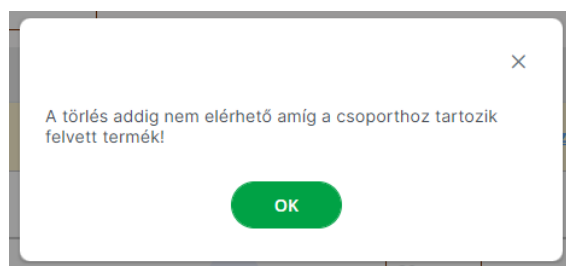 A törlés addig nem elérhető amíg a csoporthoz tartozik
felvett termék!
OK